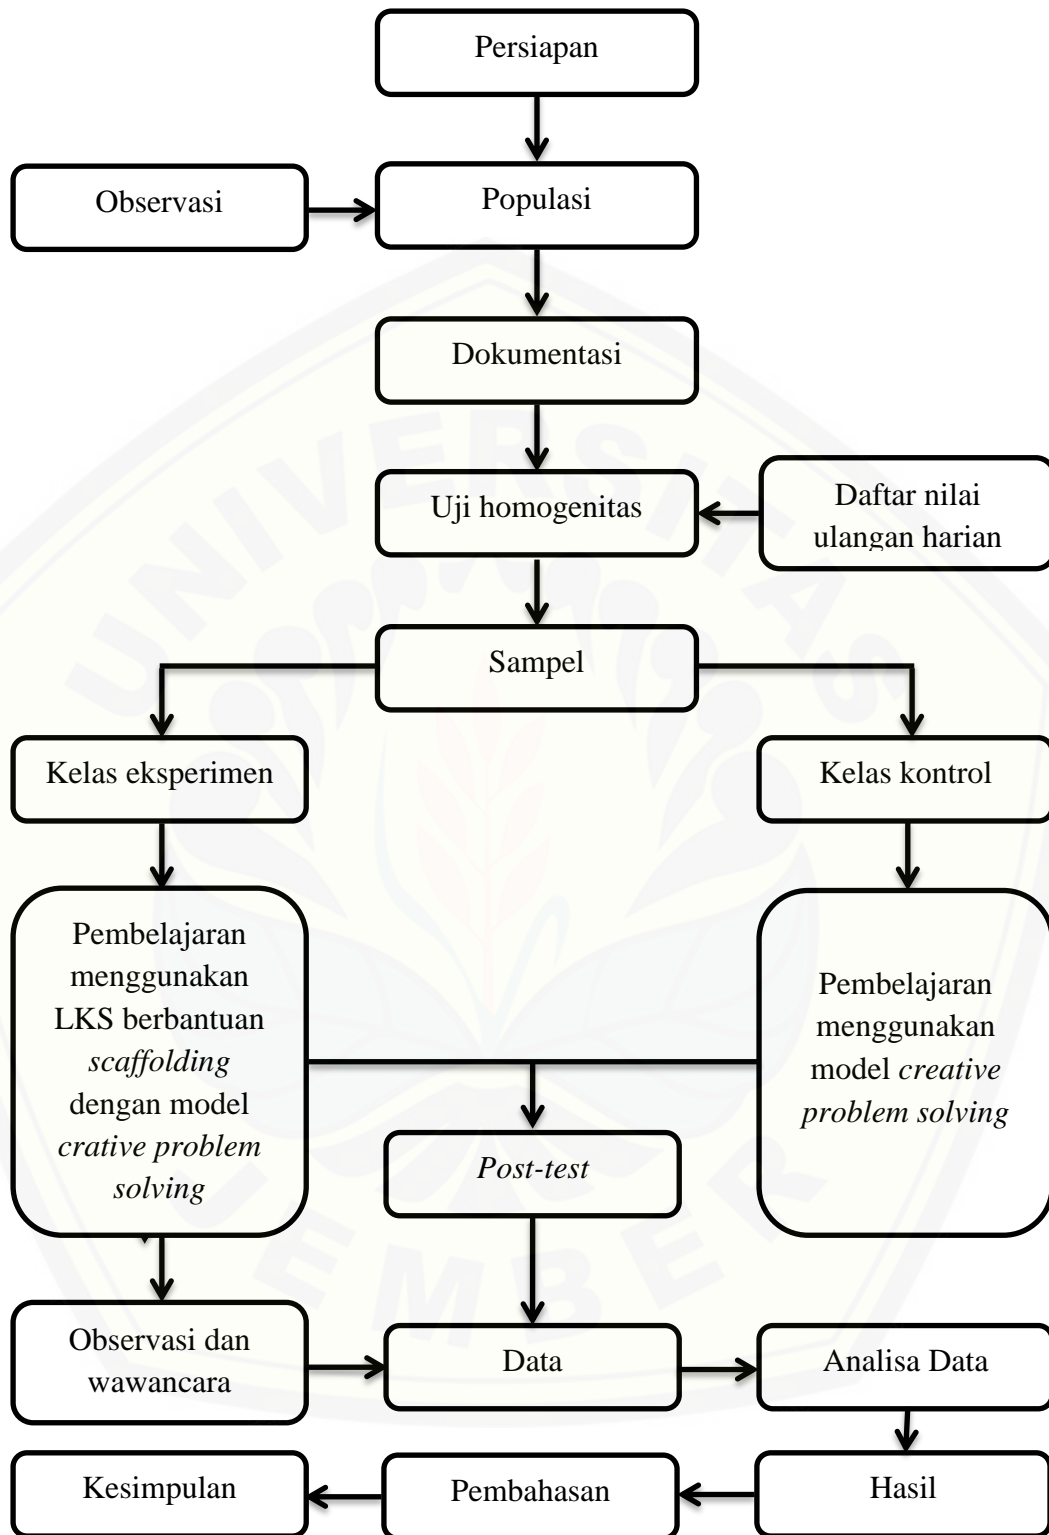 Persiapan
Observasi
Populasi
Dokumentasi
Uji homogenitas
Daftar nilai
ulangan harian
Sampel
Kelas eksperimen
Kelas kontrol
Pembelajaran
menggunakan
LKS berbantuan
scaffolding
dengan model
crative problem
solving
Pembelajaran
menggunakan
model creative
problem solving
Post-test
Observasi dan
wawancara
Data
Analisa Data
Kesimpulan
Pembahasan
Hasil
UNIVERSITAS
JEMBER